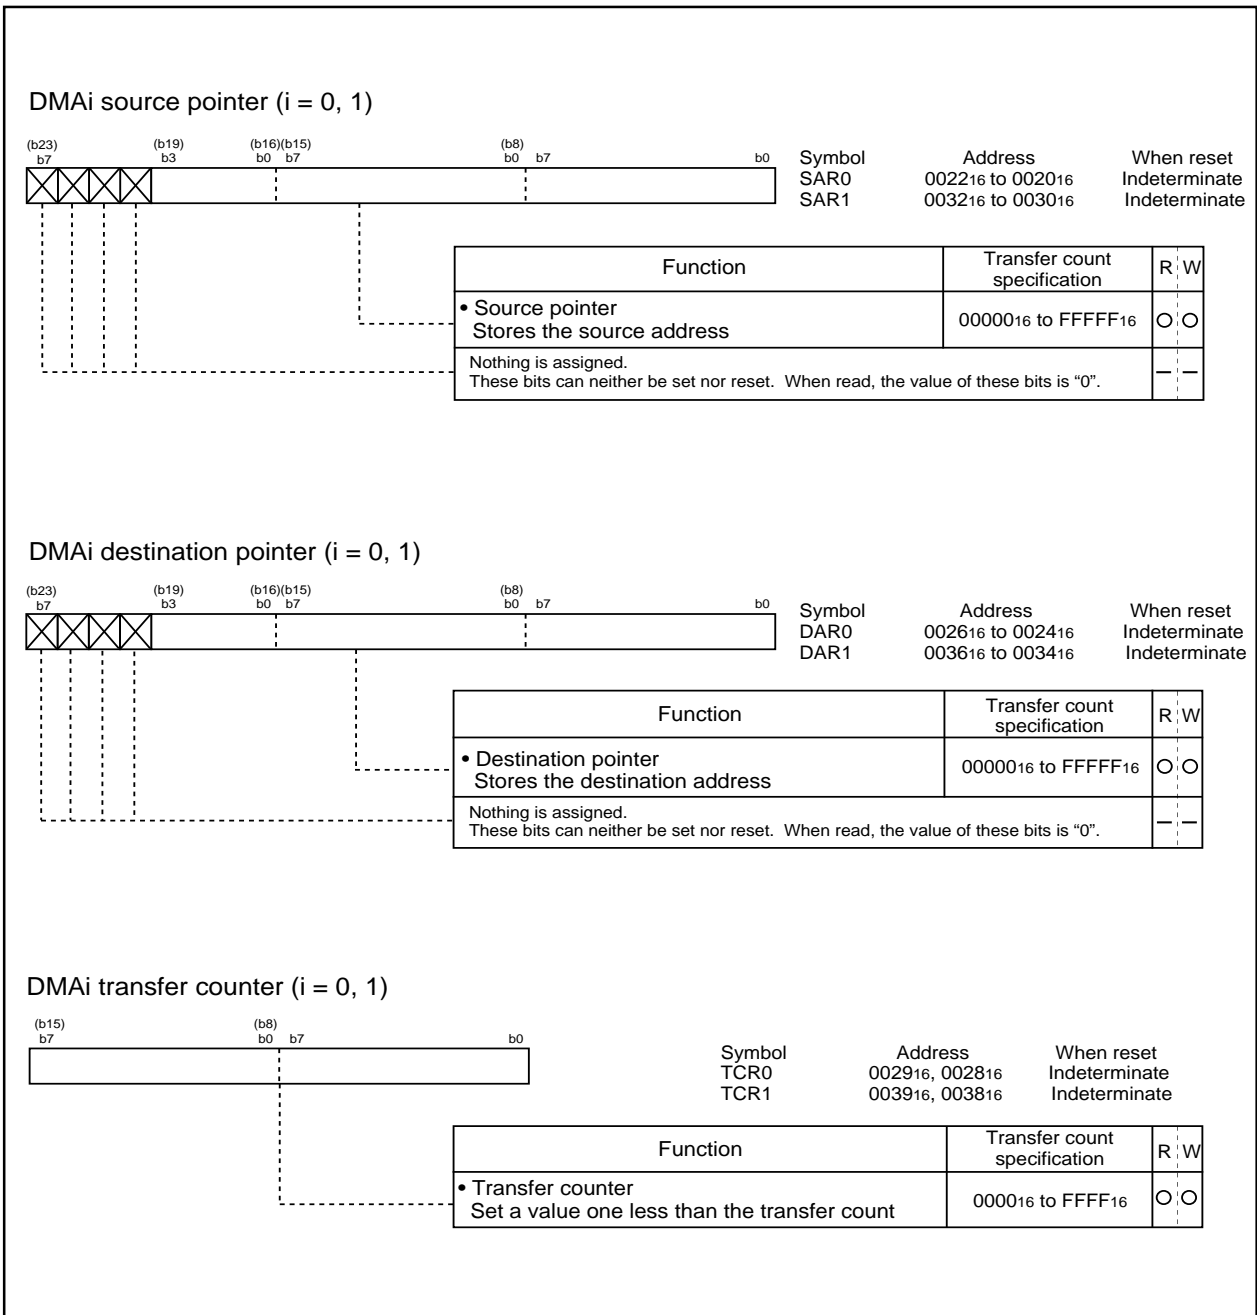 DMAi source pointer (i = 0, 1)
(b23) (b19) (b16)(b15) (b8)
b7 b3 b0 b7 b0 b7 b0
Symbol Address When reset
SAR0 002216 to 002016 Indeterminate
SAR1 003216 to 003016 Indeterminate
Function Transfer count specification R W
• Source pointer
Stores the source address 0000016 to FFFFF16
Nothing is assigned.
These bits can neither be set nor reset. When read, the value of these bits is “0”.
DMAi destination pointer (i = 0, 1)
(b23) (b19) (b16)(b15) (b8)
b7 b3 b0 b7 b0 b7 b0
Symbol Address When reset
DAR0 002616 to 002416 Indeterminate
DAR1 003616 to 003416 Indeterminate
Function Transfer count specification R W
• Destination pointer
Stores the destination address 0000016 to FFFFF16
Nothing is assigned.
These bits can neither be set nor reset. When read, the value of these bits is “0”.
DMAi transfer counter (i = 0, 1)
(b15) (b8)
b7 b0 b7 b0
Symbol Address When reset
TCR0 002916, 002816 Indeterminate
TCR1 003916, 003816 Indeterminate
Function Transfer count specification R W
• Transfer counter
Set a value one less than the transfer count 000016 to FFFF16